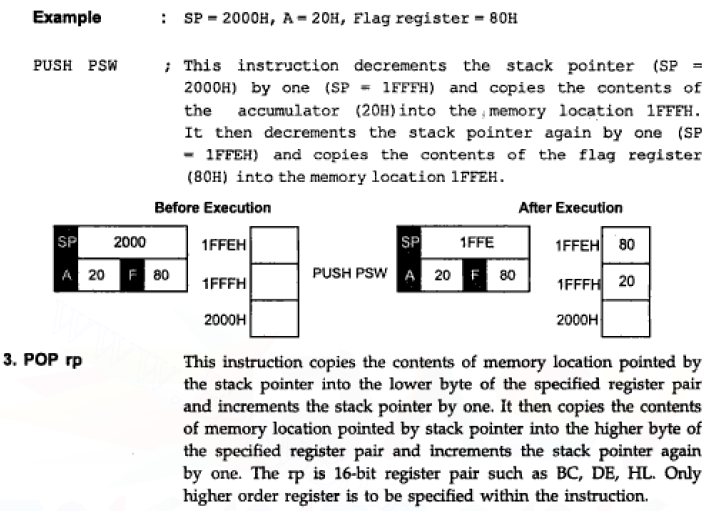 Example : SP = 2000H, A = 20H, Flag register = 80H
PUSH PSW ; This instruction decrements the stack pointer (SP =
2000H) by one (SP = 1FFFH) and copies the contents of
the accumulator (20H) into the memory location 1FFFH.
It then decrements the stack pointer again by one (SP
= 1FFEH) and copies the contents of the flag register
(80H) into the memory location 1FFEH.
Before Execution After Execution
SP 2000 1FFEH SP 1FFE 1FFEH 80
A 20 F 80 1FFFH PUSH PSW A 20 F 80 1FFFH 20
2000H 2000H
3. POP rp This instruction copies the contents of memory location pointed by
the stack pointer into the lower byte of the specified register pair
and increments the stack pointer by one. It then copies the contents
of memory location pointed by stack pointer into the higher byte of
the specified register pair and increments the stack pointer again
by one. The rp is 16-bit register pair such as BC, DE, HL. Only
higher order register is to be specified within the instruction.